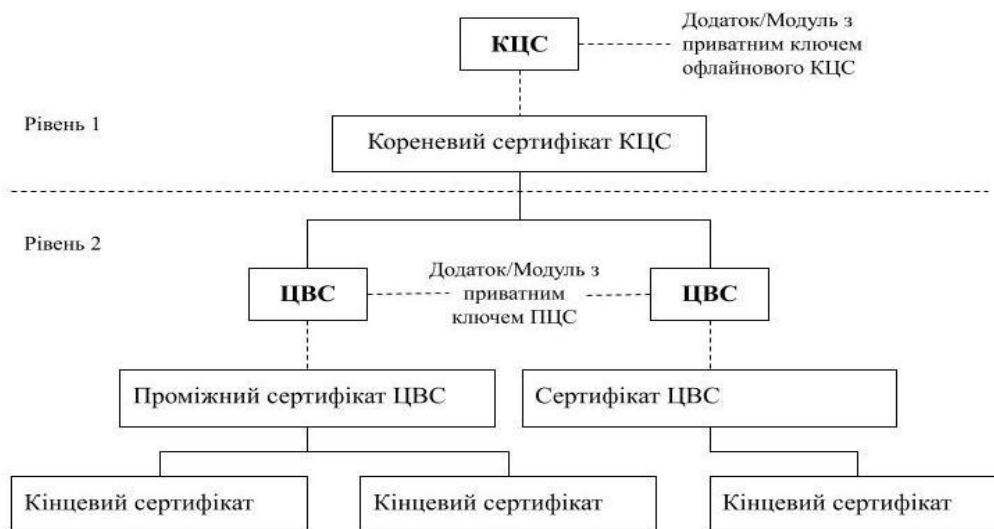 КЦС
Додаток/Модуль з
приватним ключем
офлайнового КЦС
Рівень 1
Кореневий сертифікат КЦС
Рівень 2
ЦВС
Додаток/Модуль з
приватним
ключем ПЦС
ЦВС
Проміжний сертифікат ЦВС
Сертифікат ЦВС
Кінцевий сертифікат
Кінцевий сертифікат
Кінцевий сертифікат